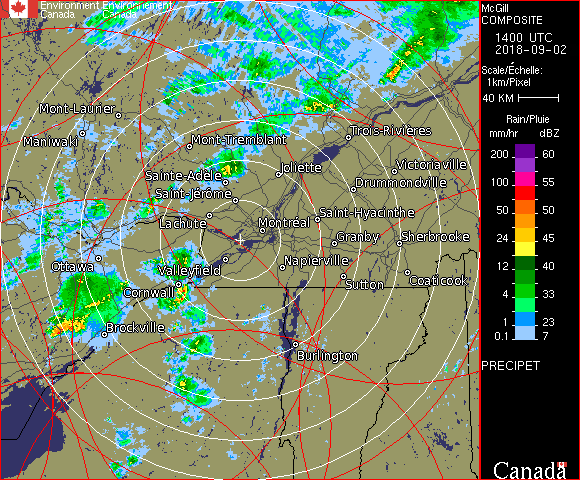 Environment Environnement
Canada Canada
McGill
COMPOSITE
1400 UTC
2018-09-02
Scale/Échelle:
1km/Pixel
40 KM
Rain/Pluie
mm/hr dBZ
200 60
100 55
50 50
24 45
12 40
4 33
1 23
0.1 7
PRECIPET
Canada
Mont-Laurier
Maniwaki
Mont-Tremblant
Trois-Rivières
Sainte-Adèle
Joliette
Victoriaville
Saint-Jérôme
Drummondville
Lachute
Montréal
Saint-Hyacinthe
Ottawa
Valleyfield
Napierville
Granby
Sherbrooke
Cornwall
Sutton
Coaticook
Brockville
Burlington